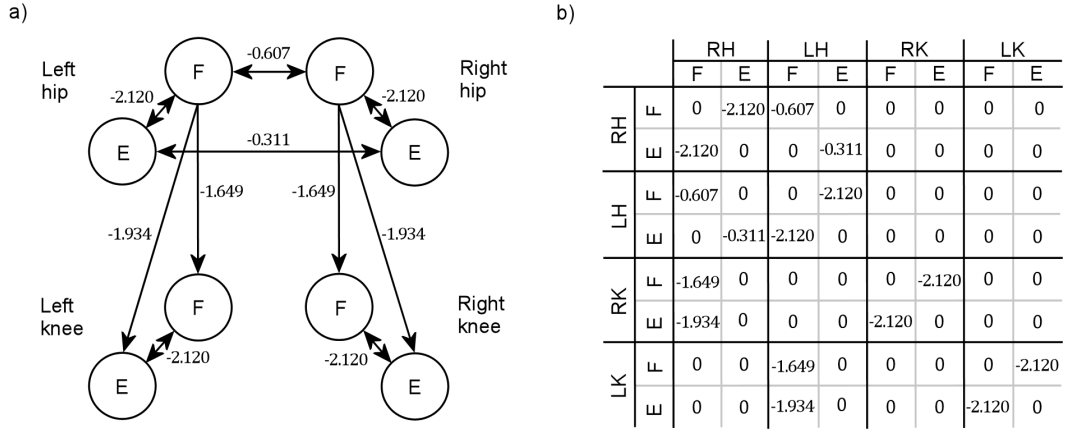 a)
b)
Left hip
F
-0.607
F
Right hip
-2.120
-2.120
E
-0.311
E
-1.649
-1.649
-1.934
-1.934
Left knee
F
F
Right knee
-2.120
-2.120
E
E
RH LH RK LK
F E F E F E F E
RH F 0 -2.120 -0.607 0 0 0 0 0
E -2.120 0 0 -0.311 0 0 0 0
LH F -0.607 0 0 -2.120 0 0 0 0
E 0 -0.311 -2.120 0 0 0 0 0
RK F -1.649 0 0 0 0 -2.120 0 0
E -1.934 0 0 0 -2.120 0 0 0
LK F 0 0 -1.649 0 0 0 0 -2.120
E 0 0 -1.934 0 0 0 -2.120 0